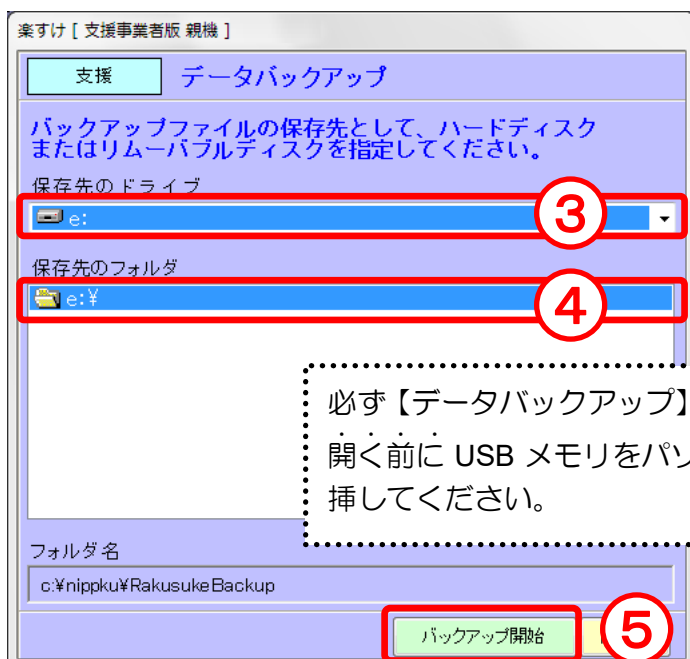 楽すけ [ 支援事業者版 親機 ]
支援 データバックアップ
バックアップファイルの保存先として、ハードディスク
またはリムーバブルディスクを指定してください。
保存先のドライブ
e: ③
保存先のフォルダ
e:¥ ④
必ず【データバックアップ】
開く前に USB メモリをパソ
挿してください。
フォルダ名
c:¥nippku¥RakusukeBackup
バックアップ開始 ⑤